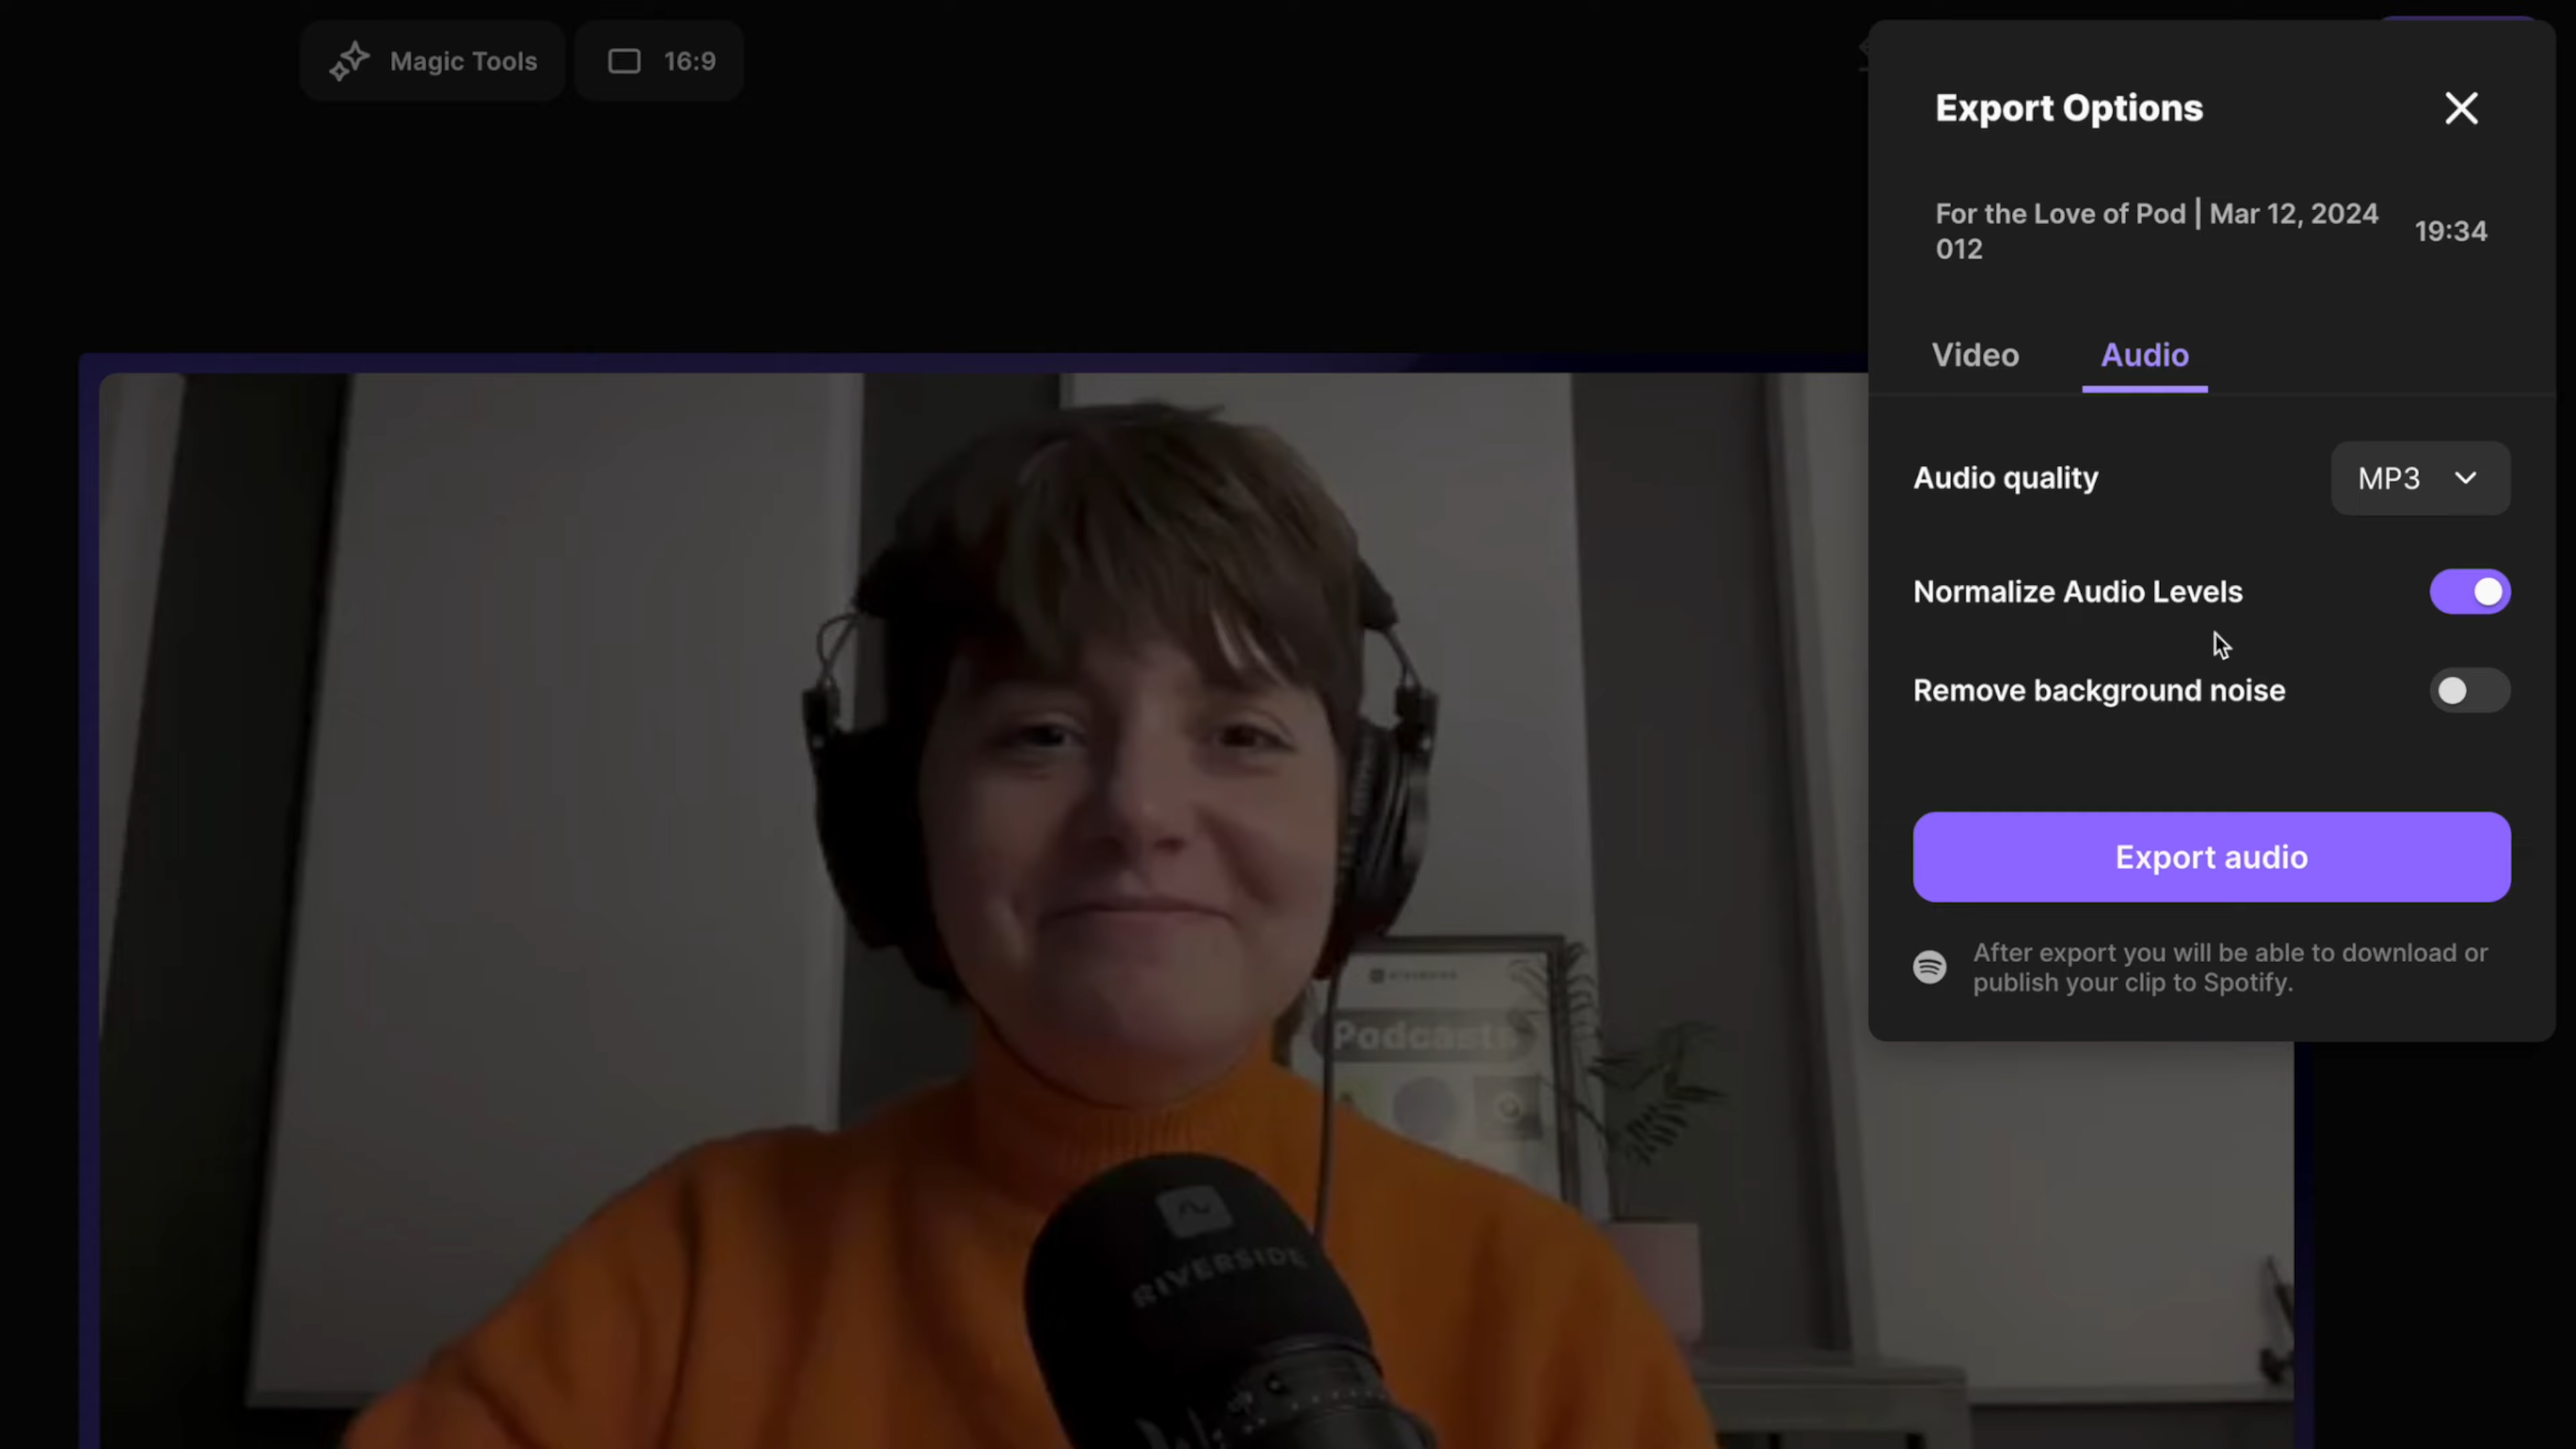 Magic Tools
16:9
Export Options
For the Love of Pod | Mar 12, 2024
012
19:34
Video
Audio
Audio quality
MP3
Normalize Audio Levels
Remove background noise
Export audio
After export you will be able to download or
publish your clip to Spotify.
Podcasts
RIVERSIDE